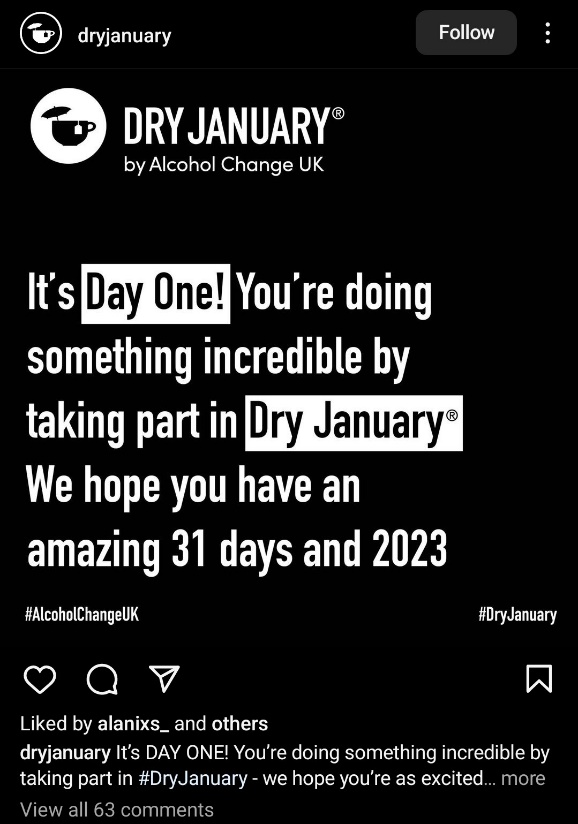 dryjanuary
Follow
DRY JANUARY®
by Alcohol Change UK
It's Day One! You're doing
something incredible by
taking part in Dry January®
We hope you have an
amazing 31 days and 2023
#AlcoholChangeUK
#DryJanuary
Liked by alanixs_ and others
dryjanuary It's DAY ONE! You're doing something incredible by
taking part in #DryJanuary - we hope you're as excited... more
View all 63 comments